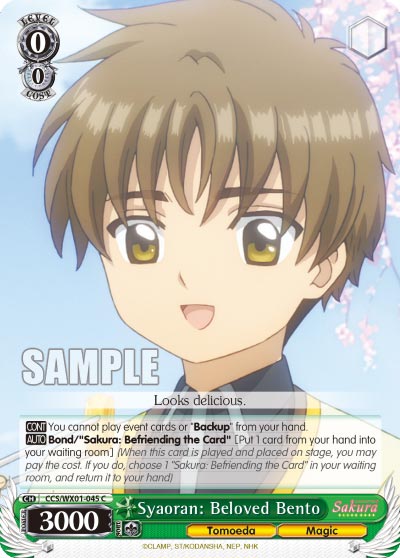 LEVEL
0
0
COST
SAMPLE
Looks delicious.
CONT You cannot play event cards or "Backup" from your hand.
AUTO Bond/"Sakura: Befriending the Card" [Put 1 card from your hand into
your waiting room] (When this card is played and placed on stage, you may
pay the cost. If you do, choose 1 "Sakura: Befriending the Card" in your waiting
room, and return it to your hand)
CH CCS/WX01-045 C
POWER 3000
Syaoran: Beloved Bento
Sakura
Tomoeda Magic
©CLAMP, ST/KODANSHA, NEP, NHK